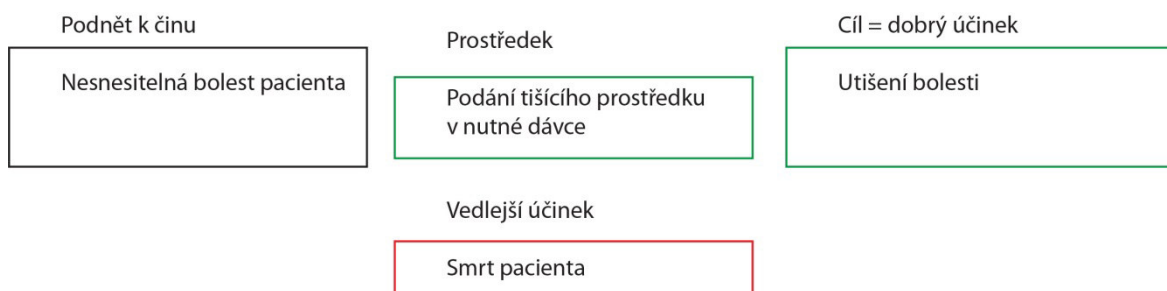 Podnět k činu
Nesnesitelná bolest pacienta
Prostředek
Podání tišícího prostředku
v nutné dávce
Vedlejší účinek
Smrt pacienta
Cíl = dobrý účinek
Utišení bolesti